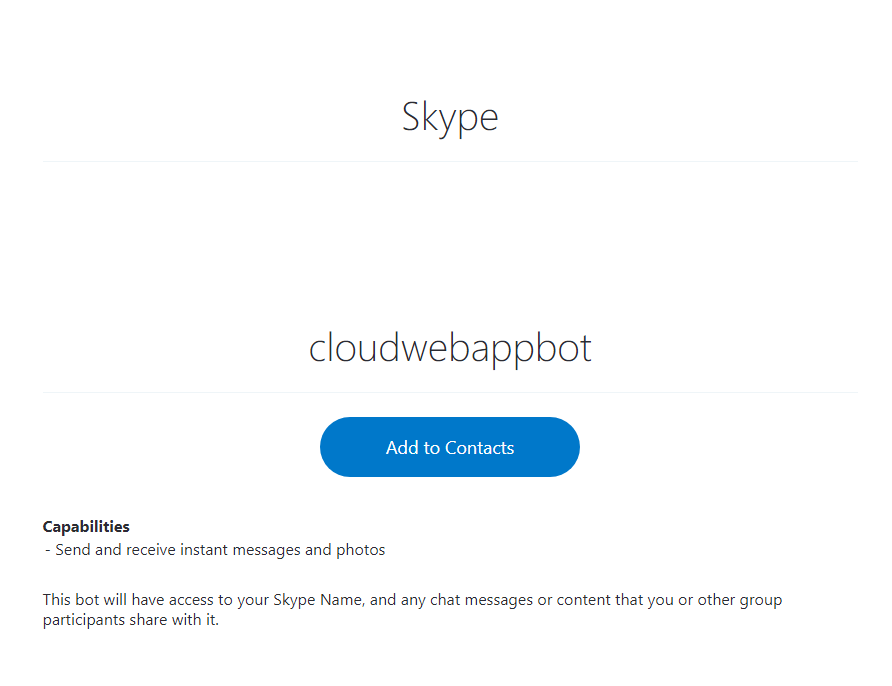 Skype
cloudwebappbot
Add to Contacts
Capabilities
- Send and receive instant messages and photos
This bot will have access to your Skype Name, and any chat messages or content that you or other group
participants share with it.